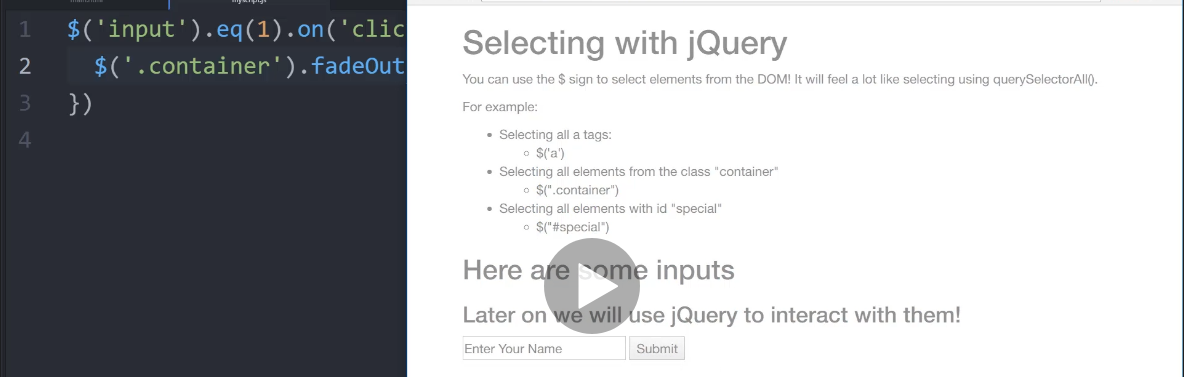 myscript.js
1 $('input').eq(1).on('clic
2 $('.container').fadeOut
3 })
4
Selecting with jQuery
You can use the $ sign to select elements from the DOM! It will feel a lot like selecting using querySelectorAll().
For example:
Selecting all a tags:
$('a')
Selecting all elements from the class "container"
$(".container")
Selecting all elements with id "special"
$("#special")
Here are some inputs
Later on we will use jQuery to interact with them!
Enter Your Name Submit